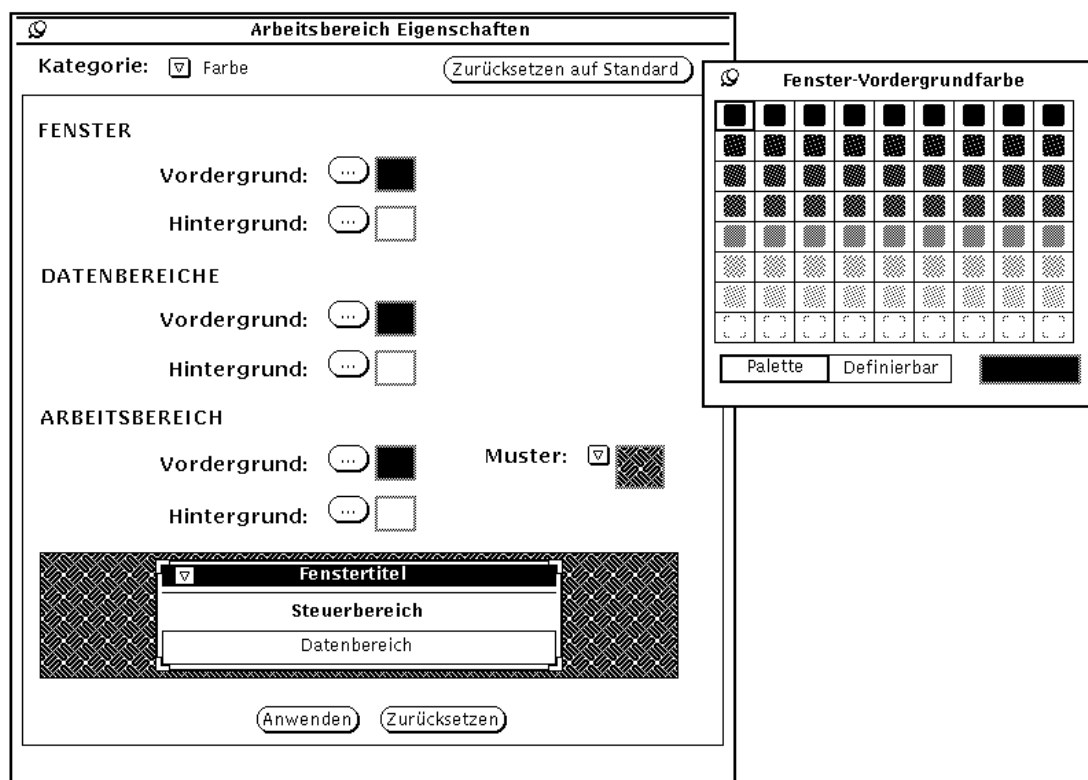 Arbeitsbereich Eigenschaften
Kategorie: Farbe
Zurücksetzen auf Standard
FENSTER
Vordergrund: ...
Hintergrund: ...
DATENBEREICHE
Vordergrund: ...
Hintergrund: ...
ARBEITSBEREICH
Vordergrund: ...
Muster:
Hintergrund: ...
Fenstertitel
Steuerbereich
Datenbereich
Anwenden Zurücksetzen
Fenster-Vordergrundfarbe
Palette Definierbar